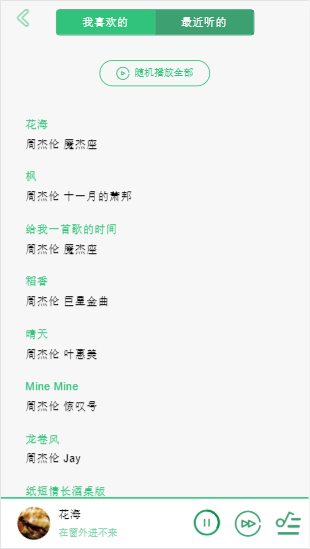 我喜欢的 最近听的
随机播放全部
花海
周杰伦 魔杰座
枫
周杰伦 十一月的萧邦
给我一首歌的时间
周杰伦 魔杰座
稻香
周杰伦 巨星金曲
晴天
周杰伦 叶惠美
Mine Mine
周杰伦 惊叹号
龙卷风
周杰伦 Jay
纸短情长酒桌版
花海
在窗外进不来